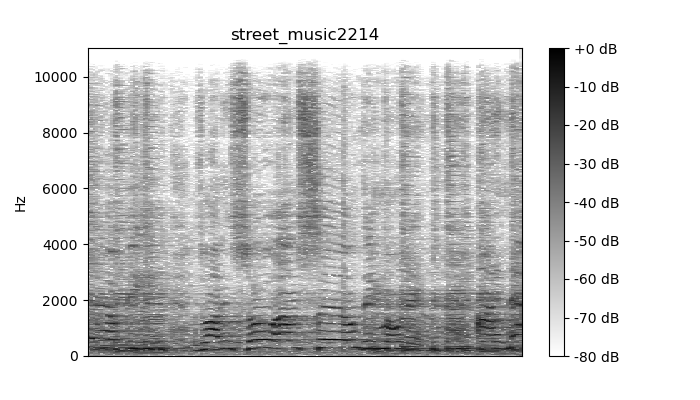 street_music2214
Hz
10000
8000
6000
4000
2000
0
+0 dB
-10 dB
-20 dB
-30 dB
-40 dB
-50 dB
-60 dB
-70 dB
-80 dB